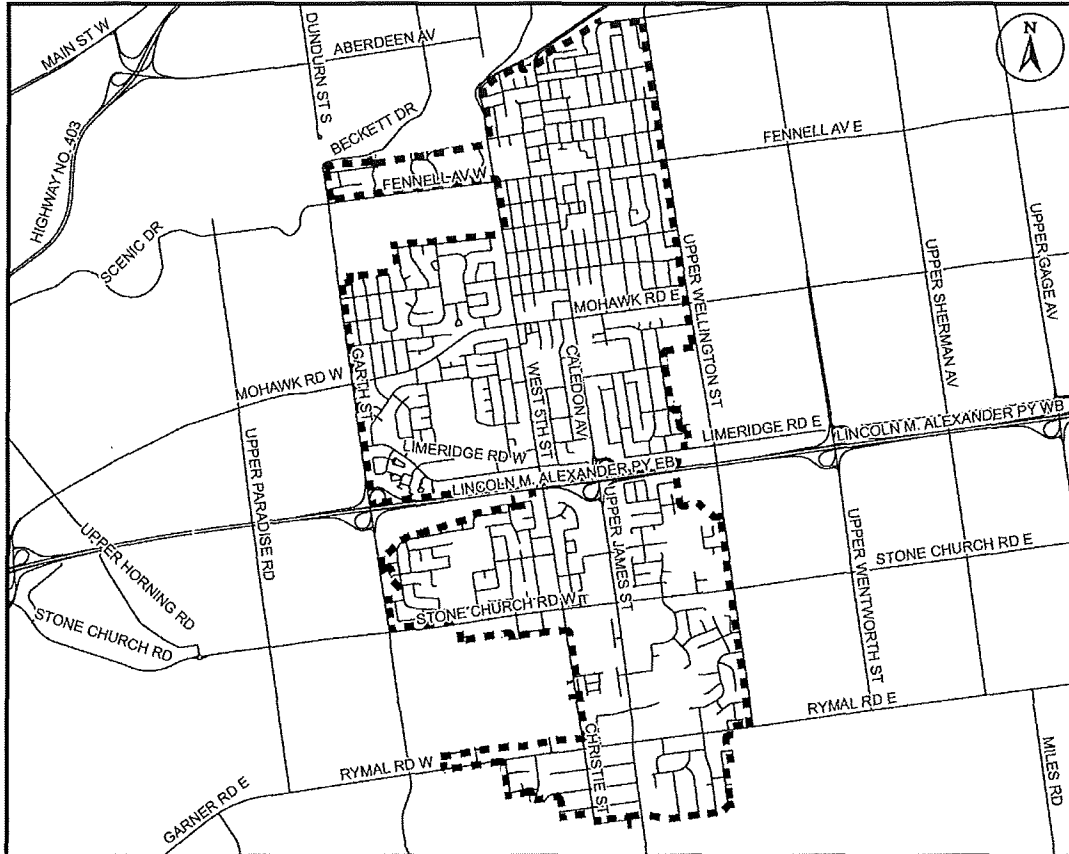 MAIN ST W
DUNDURN ST S
ABERDEEN AV
N
HIGHWAY NO. 403
BECKETT DR
FENNELL AV E
FENNELL AV W
SCENIC DR
UPPER WELLINGTON ST
UPPER SHERMAN AV
UPPER GAGE AV
MOHAWK RD E
GARTH ST
MOHAWK RD W
WEST 5TH ST
CALEDON AV
UPPER PARADISE RD
LIMERIDGE RD W
LIMERIDGE RD E
LINCOLN M. ALEXANDER PY WB
LINCOLN M. ALEXANDER PY EB
UPPER HORNING RD
UPPER JAMES ST
UPPER WENTWORTH ST
STONE CHURCH RD E
STONE CHURCH RD W
STONE CHURCH RD
RYMAL RD E
CHRISTIE ST
RYMAL RD W
MILES RD
GARNER RD E